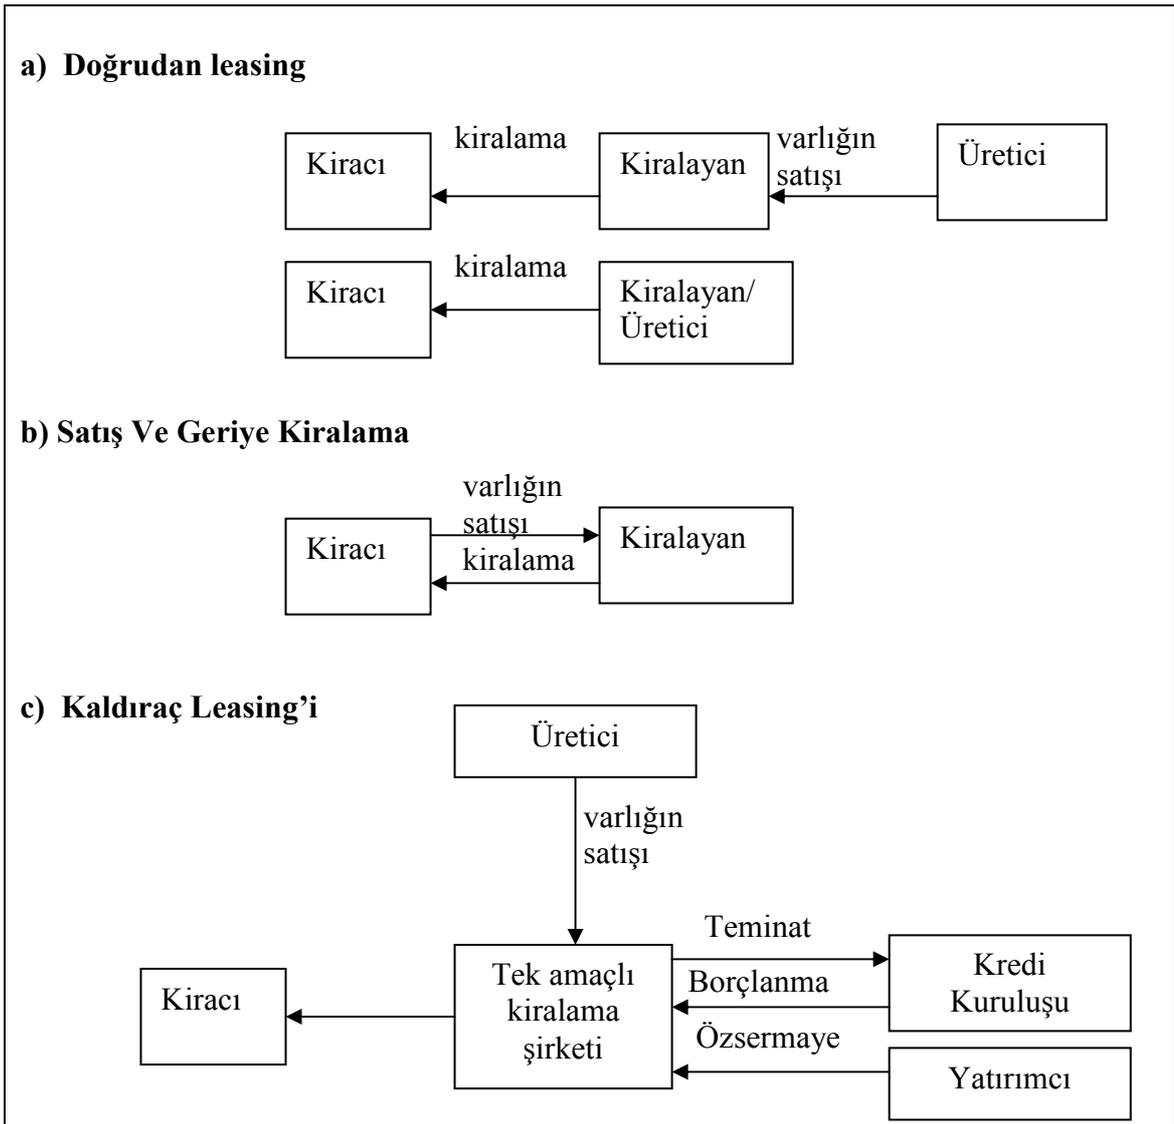 a) Doğrudan leasing
Kiracı
kiralama
Kiralayan
varlığın
satışı
Üretici
Kiracı
kiralama
Kiralayan/
Üretici
b) Satış Ve Geriye Kiralama
Kiracı
varlığın
satışı
kiralama
Kiralayan
c) Kaldıraç Leasing’i
Üretici
varlığın
satışı
Kiracı
Tek amaçlı
kiralama
şirketi
Teminat
Borçlanma
Özsermaye
Kredi
Kuruluşu
Yatırımcı